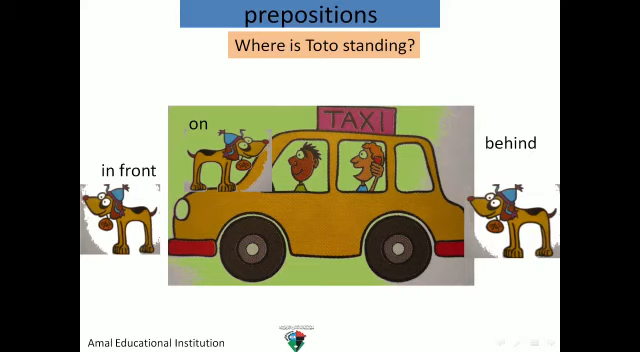 prepositions
Where is Toto standing?
TAXI
on
behind
in front
Amal Educational Institution